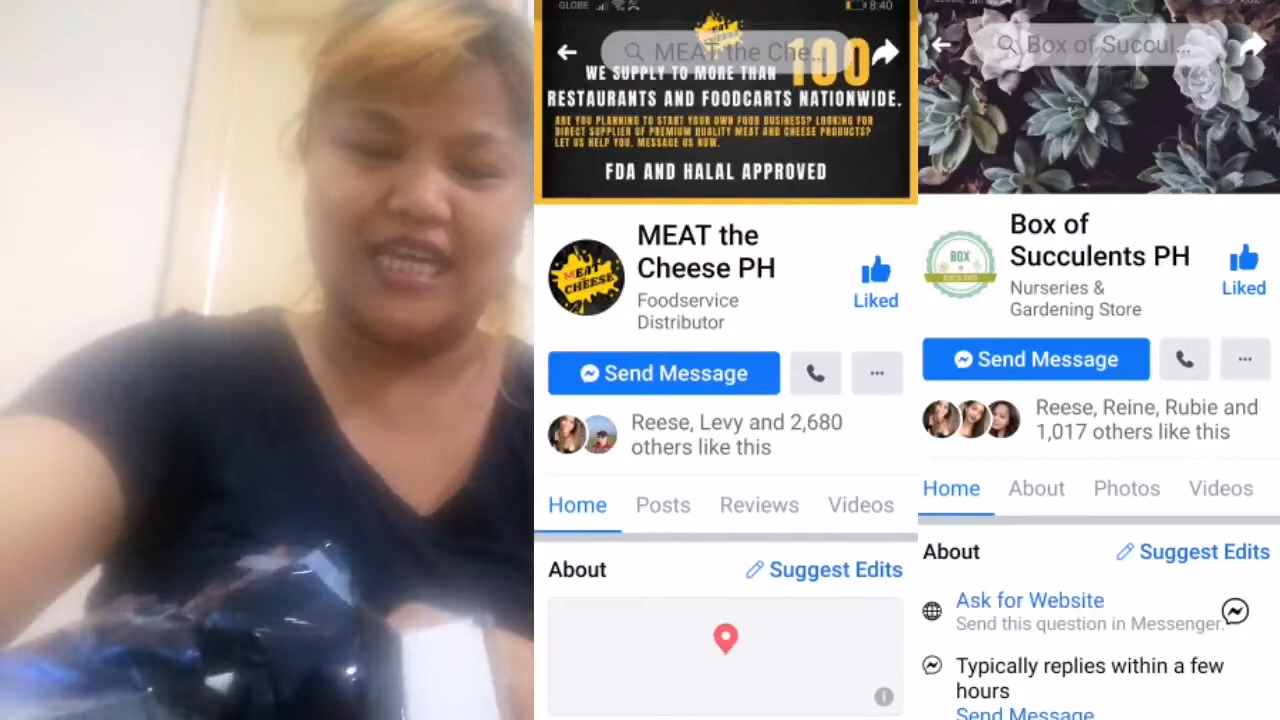 GLOBE
8:40
MEAT the Che...
WE SUPPLY TO MORE THAN 100
RESTAURANTS AND FOODCARTS NATIONWIDE.
ARE YOU PLANNING TO START YOUR OWN FOOD BUSINESS? LOOKING FOR
DIRECT SUPPLIER OF PREMIUM QUALITY MEAT AND CHEESE PRODUCTS?
LET US HELP YOU. MESSAGE US NOW.
FDA AND HALAL APPROVED
MEAT the
Cheese PH
MEAT
CHEESE
Foodservice
Distributor
Liked
Send Message
Reese, Levy and 2,680
others like this
Home Posts Reviews Videos
About
Suggest Edits
Box of Succul...
Box of
Succulents PH
BOX
Nurseries &
Gardening Store
Liked
Send Message
Reese, Reine, Rubie and
1,017 others like this
Home About Photos Videos
About
Suggest Edits
Ask for Website
Send this question in Messenger.
Typically replies within a few
hours
Send Message